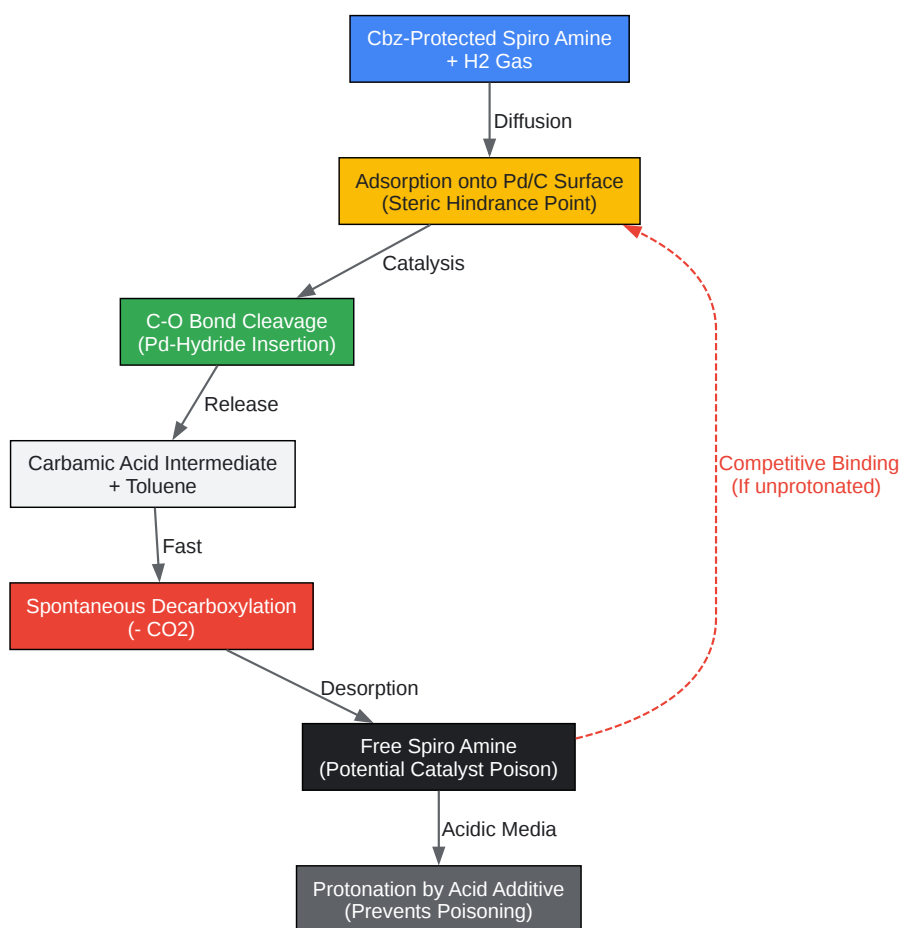 Cbz-Protected Spiro Amine
+ H2 Gas
Diffusion
Adsorption onto Pd/C Surface
(Steric Hindrance Point)
Catalysis
C-O Bond Cleavage
(Pd-Hydride Insertion)
Release
Carbamic Acid Intermediate
+ Toluene
Competitive Binding
(If unprotonated)
Fast
Spontaneous Decarboxylation
(- CO2)
Desorption
Free Spiro Amine
(Potential Catalyst Poison)
Acidic Media
Protonation by Acid Additive
(Prevents Poisoning)